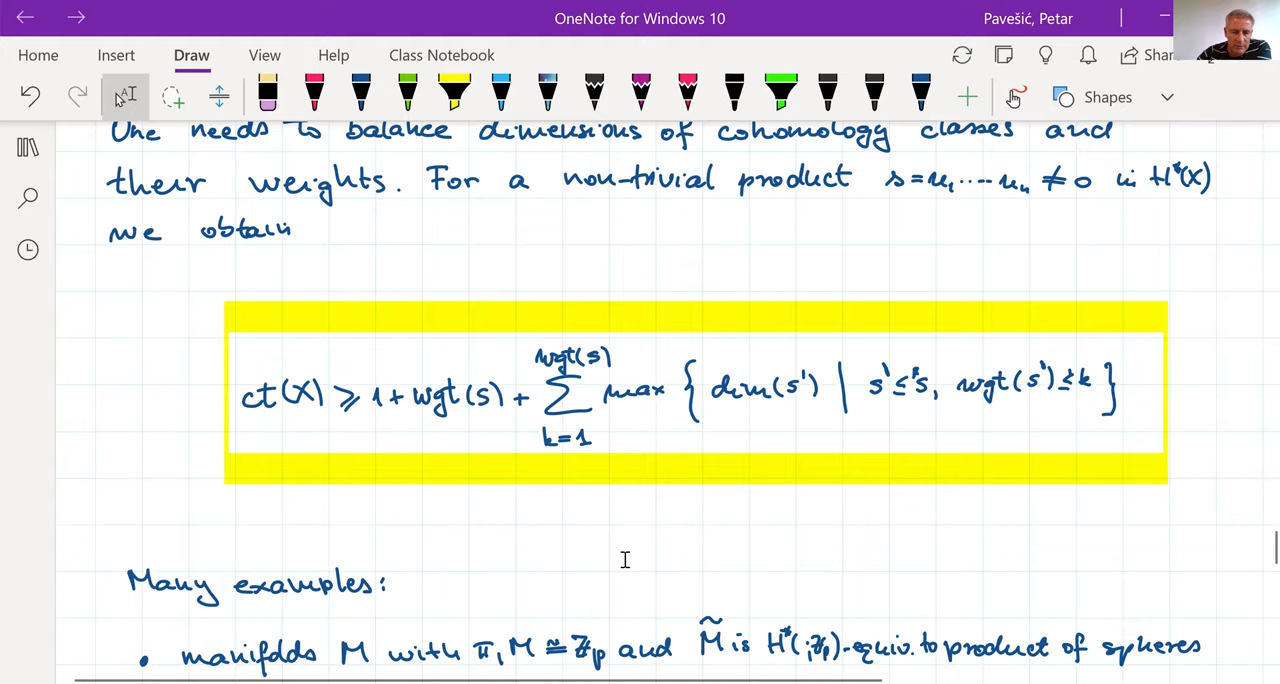 OneNote for Windows 10
Pavešić, Petar
Home Insert Draw View Help Class Notebook
Shapes
One needs to balance dimensions of cohomology classes and
their weights. For a non-trivial product s=u₁·…·uₙ ≠ 0 in H*(X)
we obtain
ct(X) ≥ 1 + wgt(s) + ∑_{k=1}^{wgt(s)} max { dim(s') | s' ≤* s, wgt(s') ≤ k }
Many examples:
• manifolds M with π₁M ≅ ℤₚ and M̃ is H*(;ℤₚ)-equiv. to product of spheres